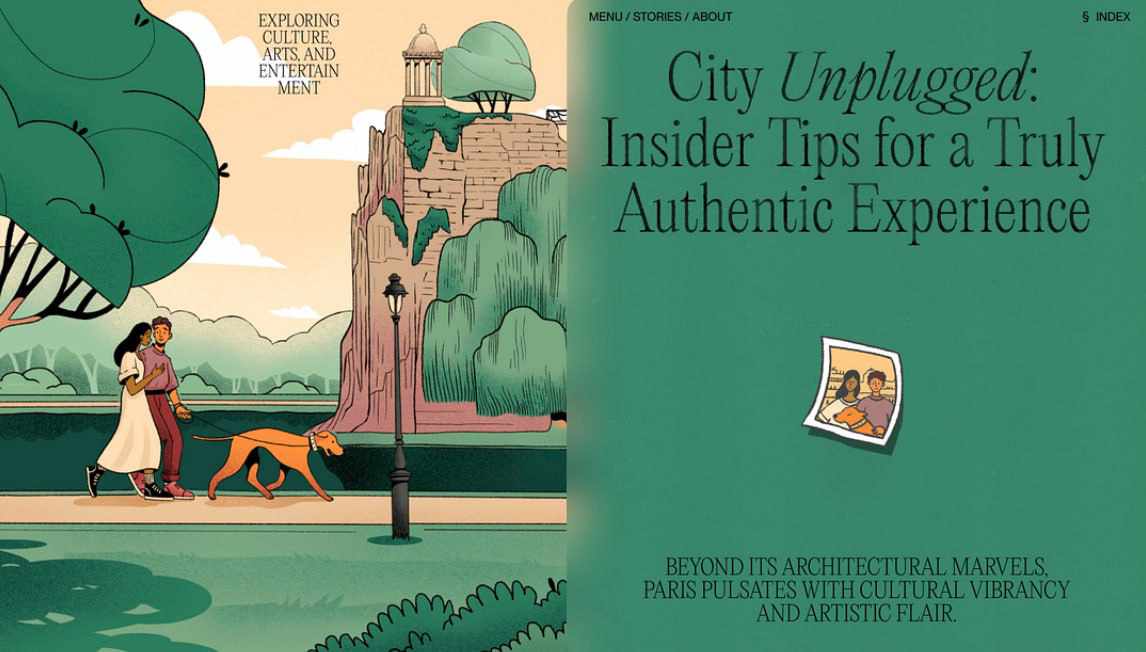 EXPLORING
CULTURE,
ARTS, AND
ENTERTAIN
MENT
MENU / STORIES / ABOUT
§ INDEX
City Unplugged:
Insider Tips for a Truly
Authentic Experience
BEYOND ITS ARCHITECTURAL MARVELS,
PARIS PULSATES WITH CULTURAL VIBRANCY
AND ARTISTIC FLAIR.